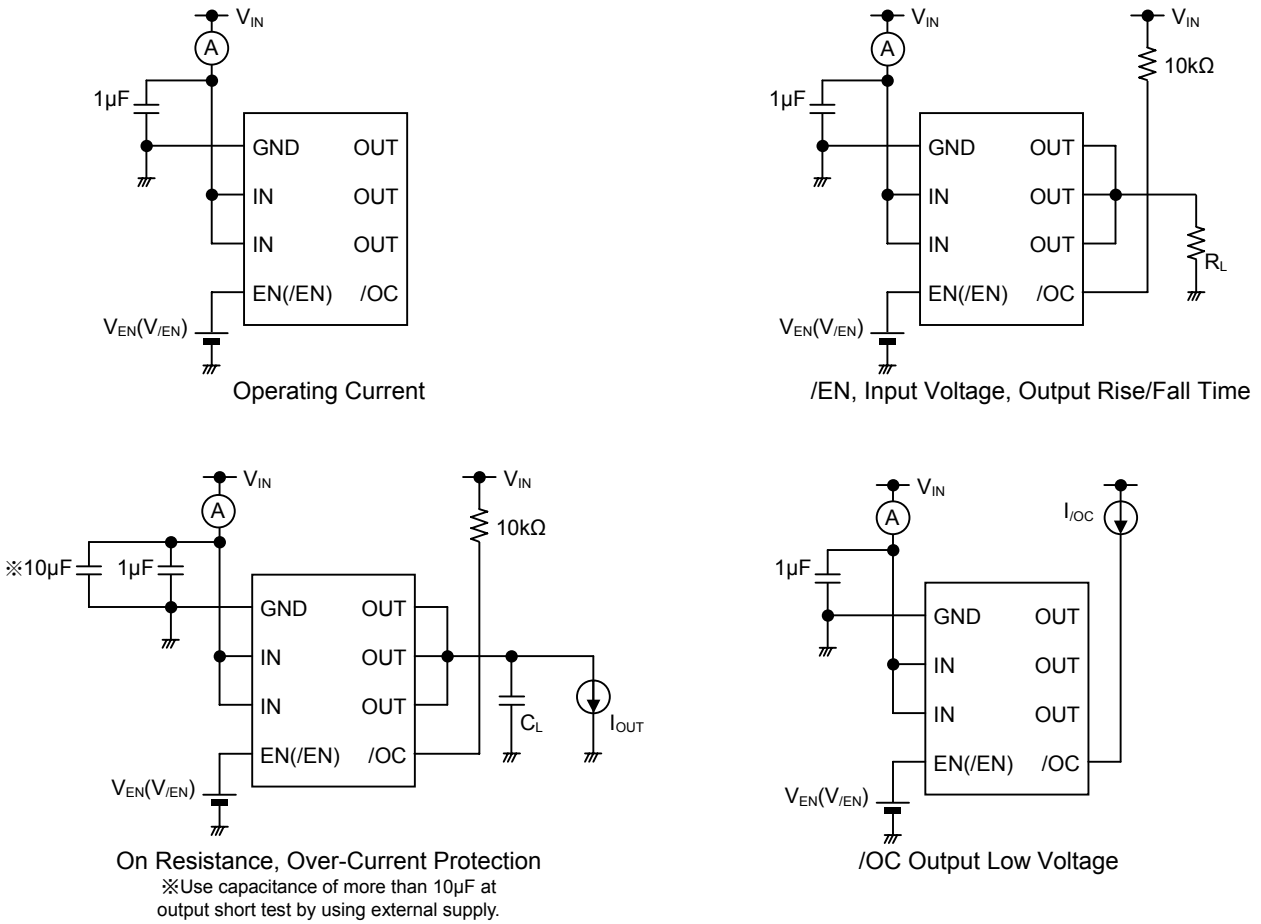 V_IN
A
1µF
GND OUT
IN OUT
IN OUT
EN(/EN) /OC
V_EN(V_/EN)
Operating Current
V_IN
V_IN
A
10kΩ
1µF
GND OUT
IN OUT
IN OUT
R_L
EN(/EN) /OC
V_EN(V_/EN)
/EN, Input Voltage, Output Rise/Fall Time
V_IN
V_IN
A
10kΩ
※10µF 1µF
GND OUT
IN OUT
IN OUT
C_L
I_OUT
EN(/EN) /OC
V_EN(V_/EN)
On Resistance, Over-Current Protection
※Use capacitance of more than 10µF at
output short test by using external supply.
V_IN
A
I_/OC
1µF
GND OUT
IN OUT
IN OUT
EN(/EN) /OC
V_EN(V_/EN)
/OC Output Low Voltage